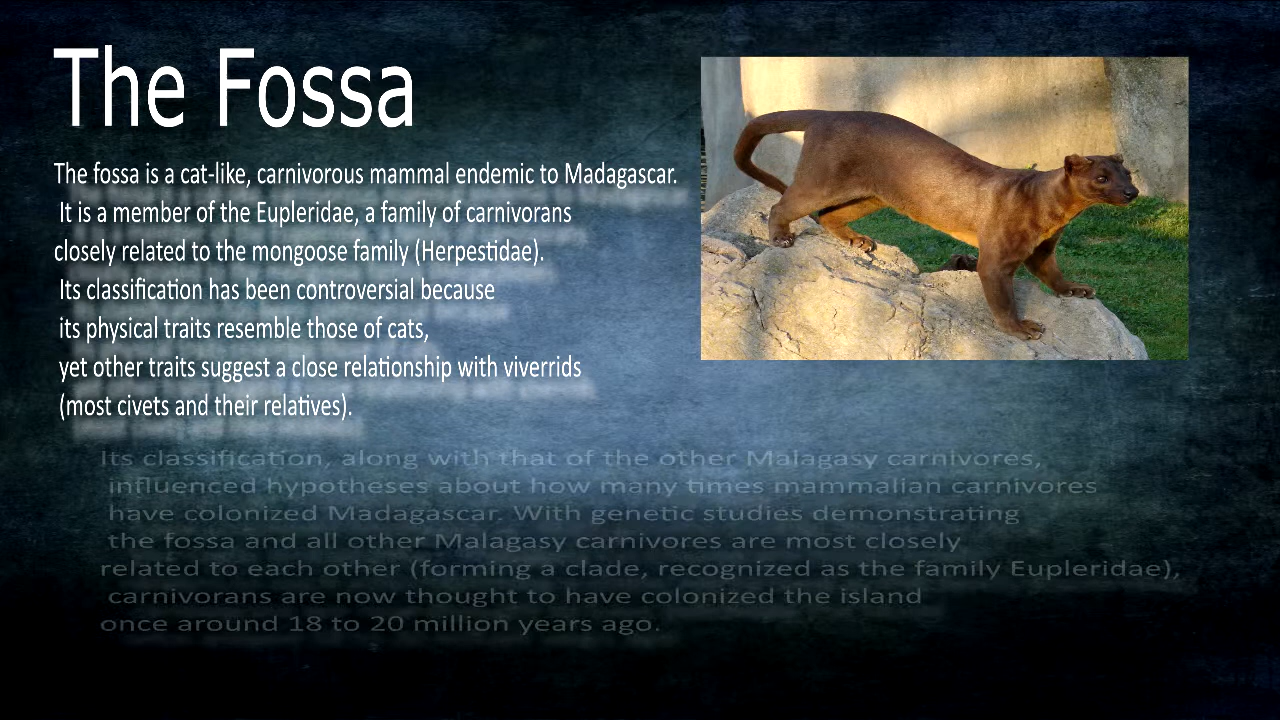 The Fossa
The fossa is a cat-like, carnivorous mammal endemic to Madagascar.
It is a member of the Eupleridae, a family of carnivorans
closely related to the mongoose family (Herpestidae).
Its classification has been controversial because
its physical traits resemble those of cats,
yet other traits suggest a close relationship with viverrids
(most civets and their relatives).
Its classification, along with that of the other Malagasy carnivores,
influenced hypotheses about how many times mammalian carnivores
have colonized Madagascar. With genetic studies demonstrating
the fossa and all other Malagasy carnivores are most closely
related to each other (forming a clade, recognized as the family Eupleridae),
carnivorans are now thought to have colonized the island
once around 18 to 20 million years ago.